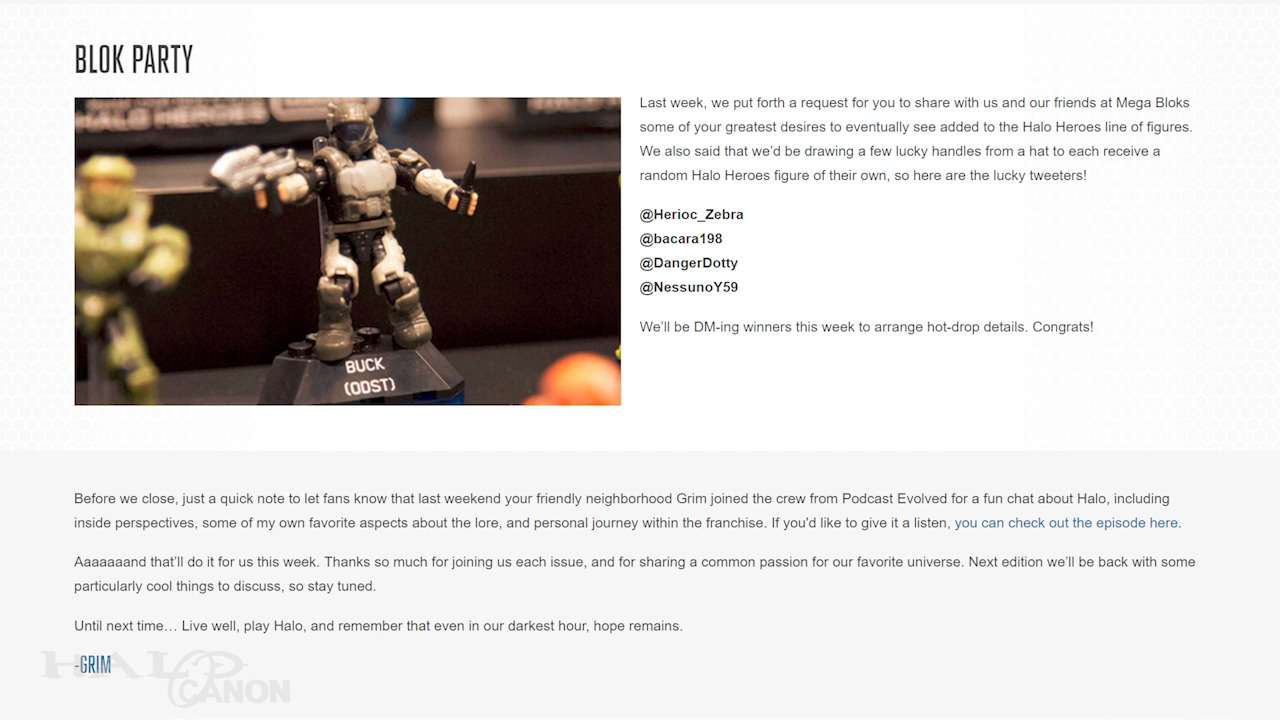 BLOK PARTY
HALO HEROES
BUCK
(ODST)
Last week, we put forth a request for you to share with us and our friends at Mega Bloks
some of your greatest desires to eventually see added to the Halo Heroes line of figures.
We also said that we'd be drawing a few lucky handles from a hat to each receive a
random Halo Heroes figure of their own, so here are the lucky tweeters!
@Herioc_Zebra
@bacara198
@DangerDotty
@NessunoY59
We'll be DM-ing winners this week to arrange hot-drop details. Congrats!
Before we close, just a quick note to let fans know that last weekend your friendly neighborhood Grim joined the crew from Podcast Evolved for a fun chat about Halo, including
inside perspectives, some of my own favorite aspects about the lore, and personal journey within the franchise. If you'd like to give it a listen, you can check out the episode here.
Aaaaaaand that'll do it for us this week. Thanks so much for joining us each issue, and for sharing a common passion for our favorite universe. Next edition we'll be back with some
particularly cool things to discuss, so stay tuned.
Until next time… Live well, play Halo, and remember that even in our darkest hour, hope remains.
-GRIM
HALO
CANON